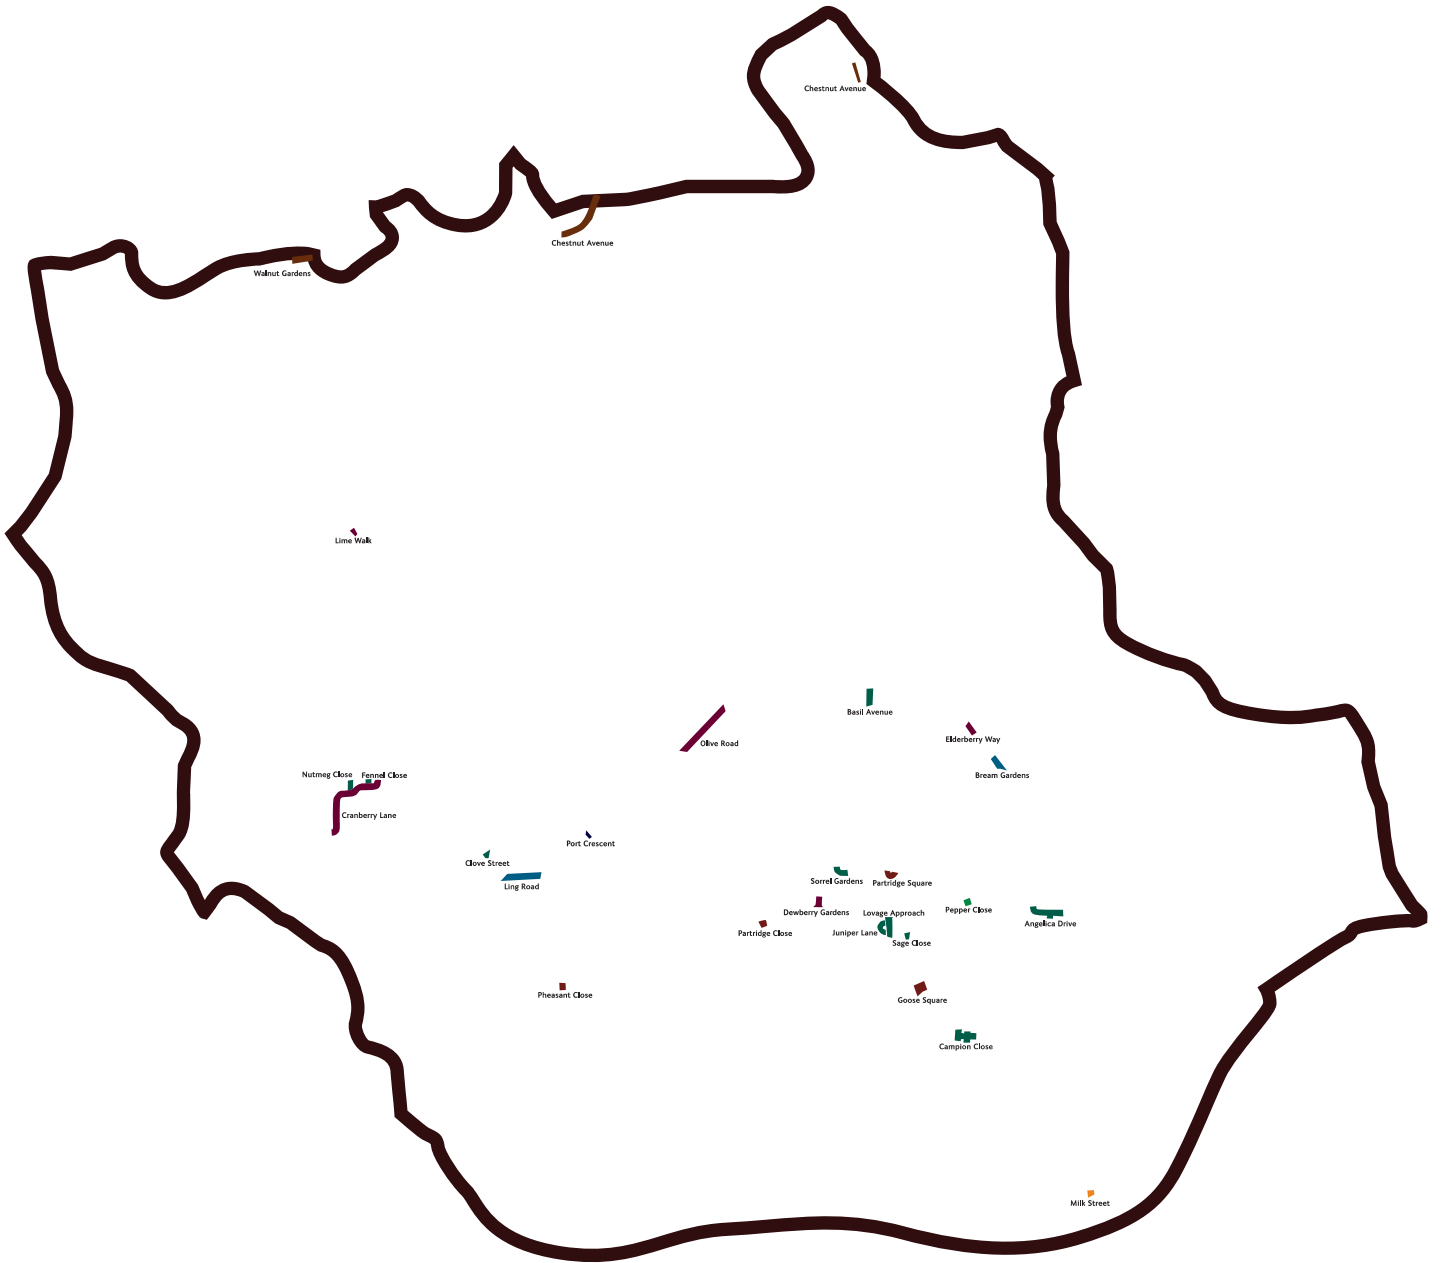 Chestnut Avenue
Chestnut Avenue
Walnut Gardens
Lime Walk
Basil Avenue
Elderberry Way
Olive Road
Bream Gardens
Nutmeg Close
Fennel Close
Cranberry Lane
Port Crescent
Clove Street
Ling Road
Sorrel Gardens
Partridge Square
Dewberry Gardens
Lovage Approach
Pepper Close
Angelica Drive
Partridge Close
Juniper Lane
Sage Close
Pheasant Close
Goose Square
Campion Close
Milk Street